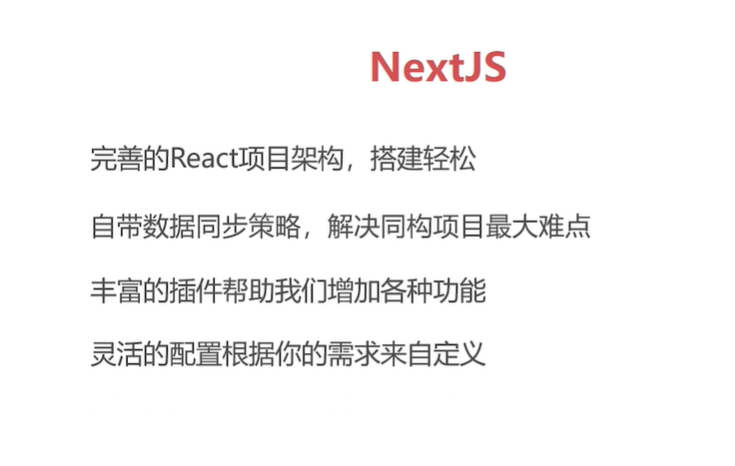 NextJS
完善的React项目架构，搭建轻松
自带数据同步策略，解决同构项目最大难点
丰富的插件帮助我们增加各种功能
灵活的配置根据你的需求来自定义